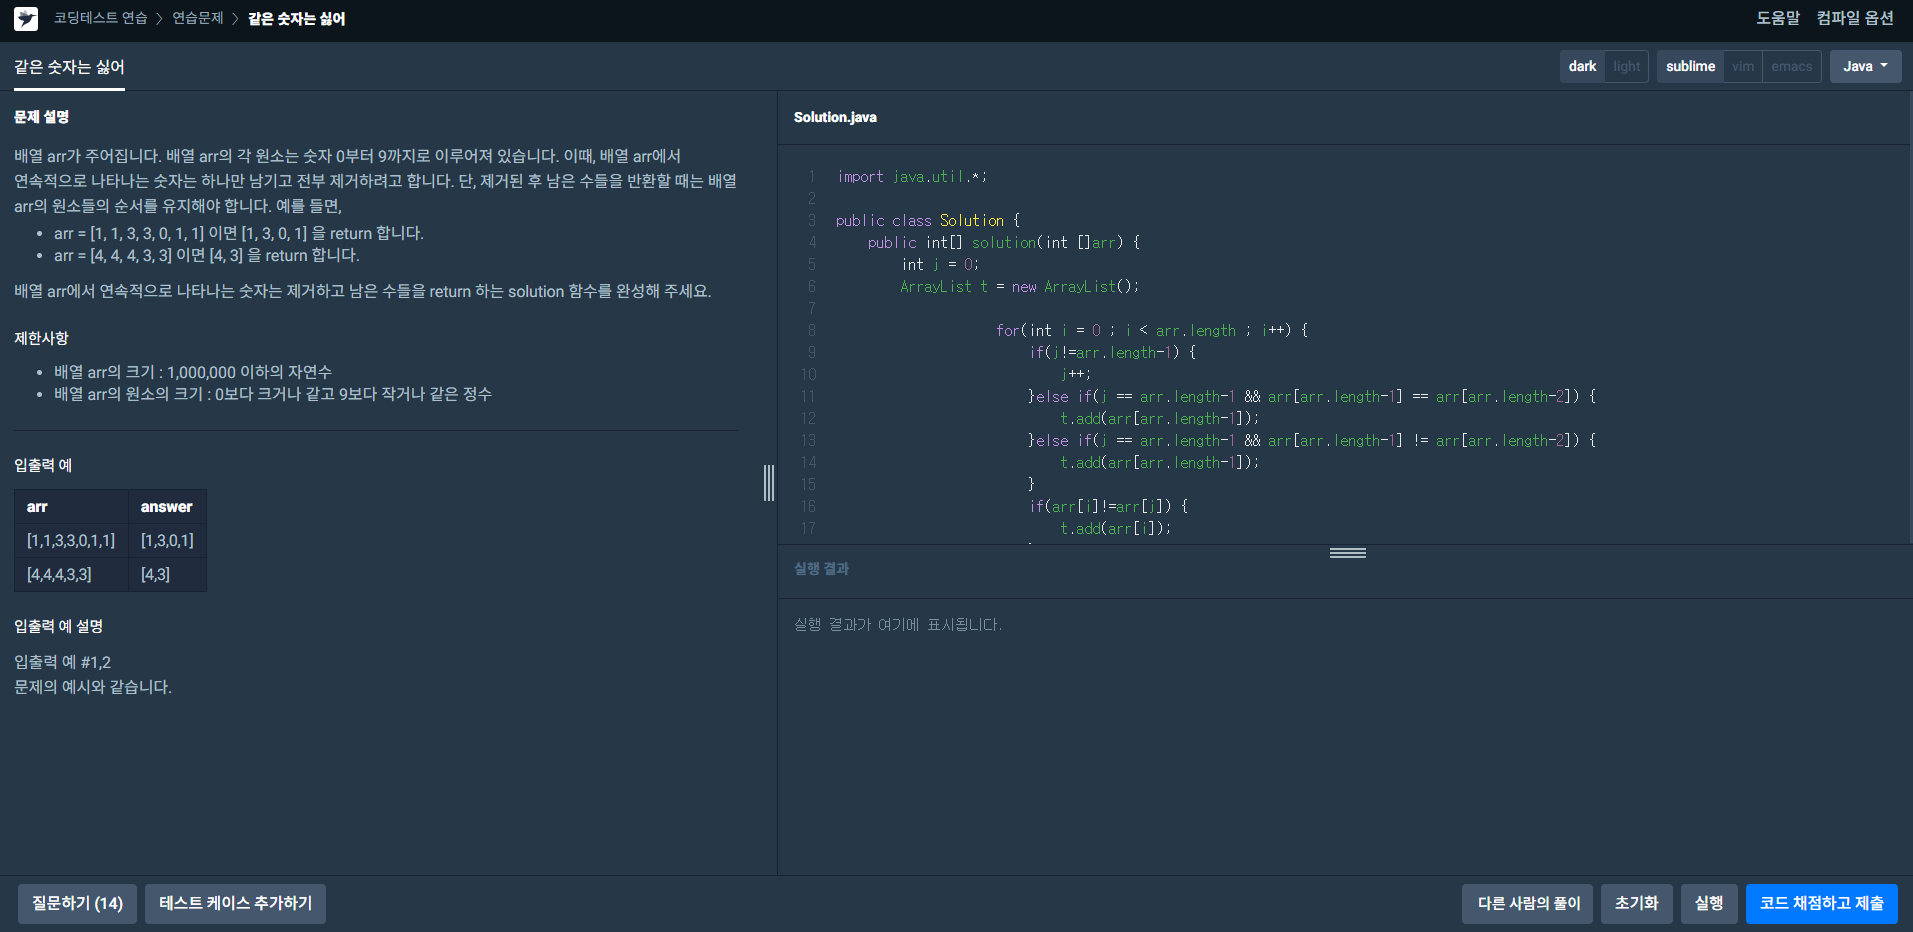 코딩테스트 연습 > 연습문제 > 같은 숫자는 싫어
도움말 컴파일 옵션
같은 숫자는 싫어
dark light sublime vim emacs Java
문제 설명
배열 arr가 주어집니다. 배열 arr의 각 원소는 숫자 0부터 9까지로 이루어져 있습니다. 이때, 배열 arr에서
연속적으로 나타나는 숫자는 하나만 남기고 전부 제거하려고 합니다. 단, 제거된 후 남은 수들을 반환할 때는 배열
arr의 원소들의 순서를 유지해야 합니다. 예를 들면,
• arr = [1, 1, 3, 3, 0, 1, 1] 이면 [1, 3, 0, 1] 을 return 합니다.
• arr = [4, 4, 4, 3, 3] 이면 [4, 3] 을 return 합니다.
배열 arr에서 연속적으로 나타나는 숫자는 제거하고 남은 수들을 return 하는 solution 함수를 완성해 주세요.
제한사항
• 배열 arr의 크기 : 1,000,000 이하의 자연수
• 배열 arr의 원소의 크기 : 0보다 크거나 같고 9보다 작거나 같은 정수
입출력 예
arr answer
[1,1,3,3,0,1,1] [1,3,0,1]
[4,4,4,3,3] [4,3]
입출력 예 설명
입출력 예 #1,2
문제의 예시와 같습니다.
Solution.java
1 import java.util.*;
2
3 public class Solution {
4 public int[] solution(int []arr) {
5 int j = 0;
6 ArrayList t = new ArrayList();
7
8 for(int i = 0 ; i < arr.length ; i++) {
9 if(j!=arr.length-1) {
10 j++;
11 }else if(j == arr.length-1 && arr[arr.length-1] == arr[arr.length-2]) {
12 t.add(arr[arr.length-1]);
13 }else if(j == arr.length-1 && arr[arr.length-1] != arr[arr.length-2]) {
14 t.add(arr[arr.length-1]);
15 }
16 if(arr[i]!=arr[j]) {
17 t.add(arr[i]);
실행 결과
실행 결과가 여기에 표시됩니다.
질문하기 (14) 테스트 케이스 추가하기
다른 사람의 풀이 초기화 실행 코드 채점하고 제출